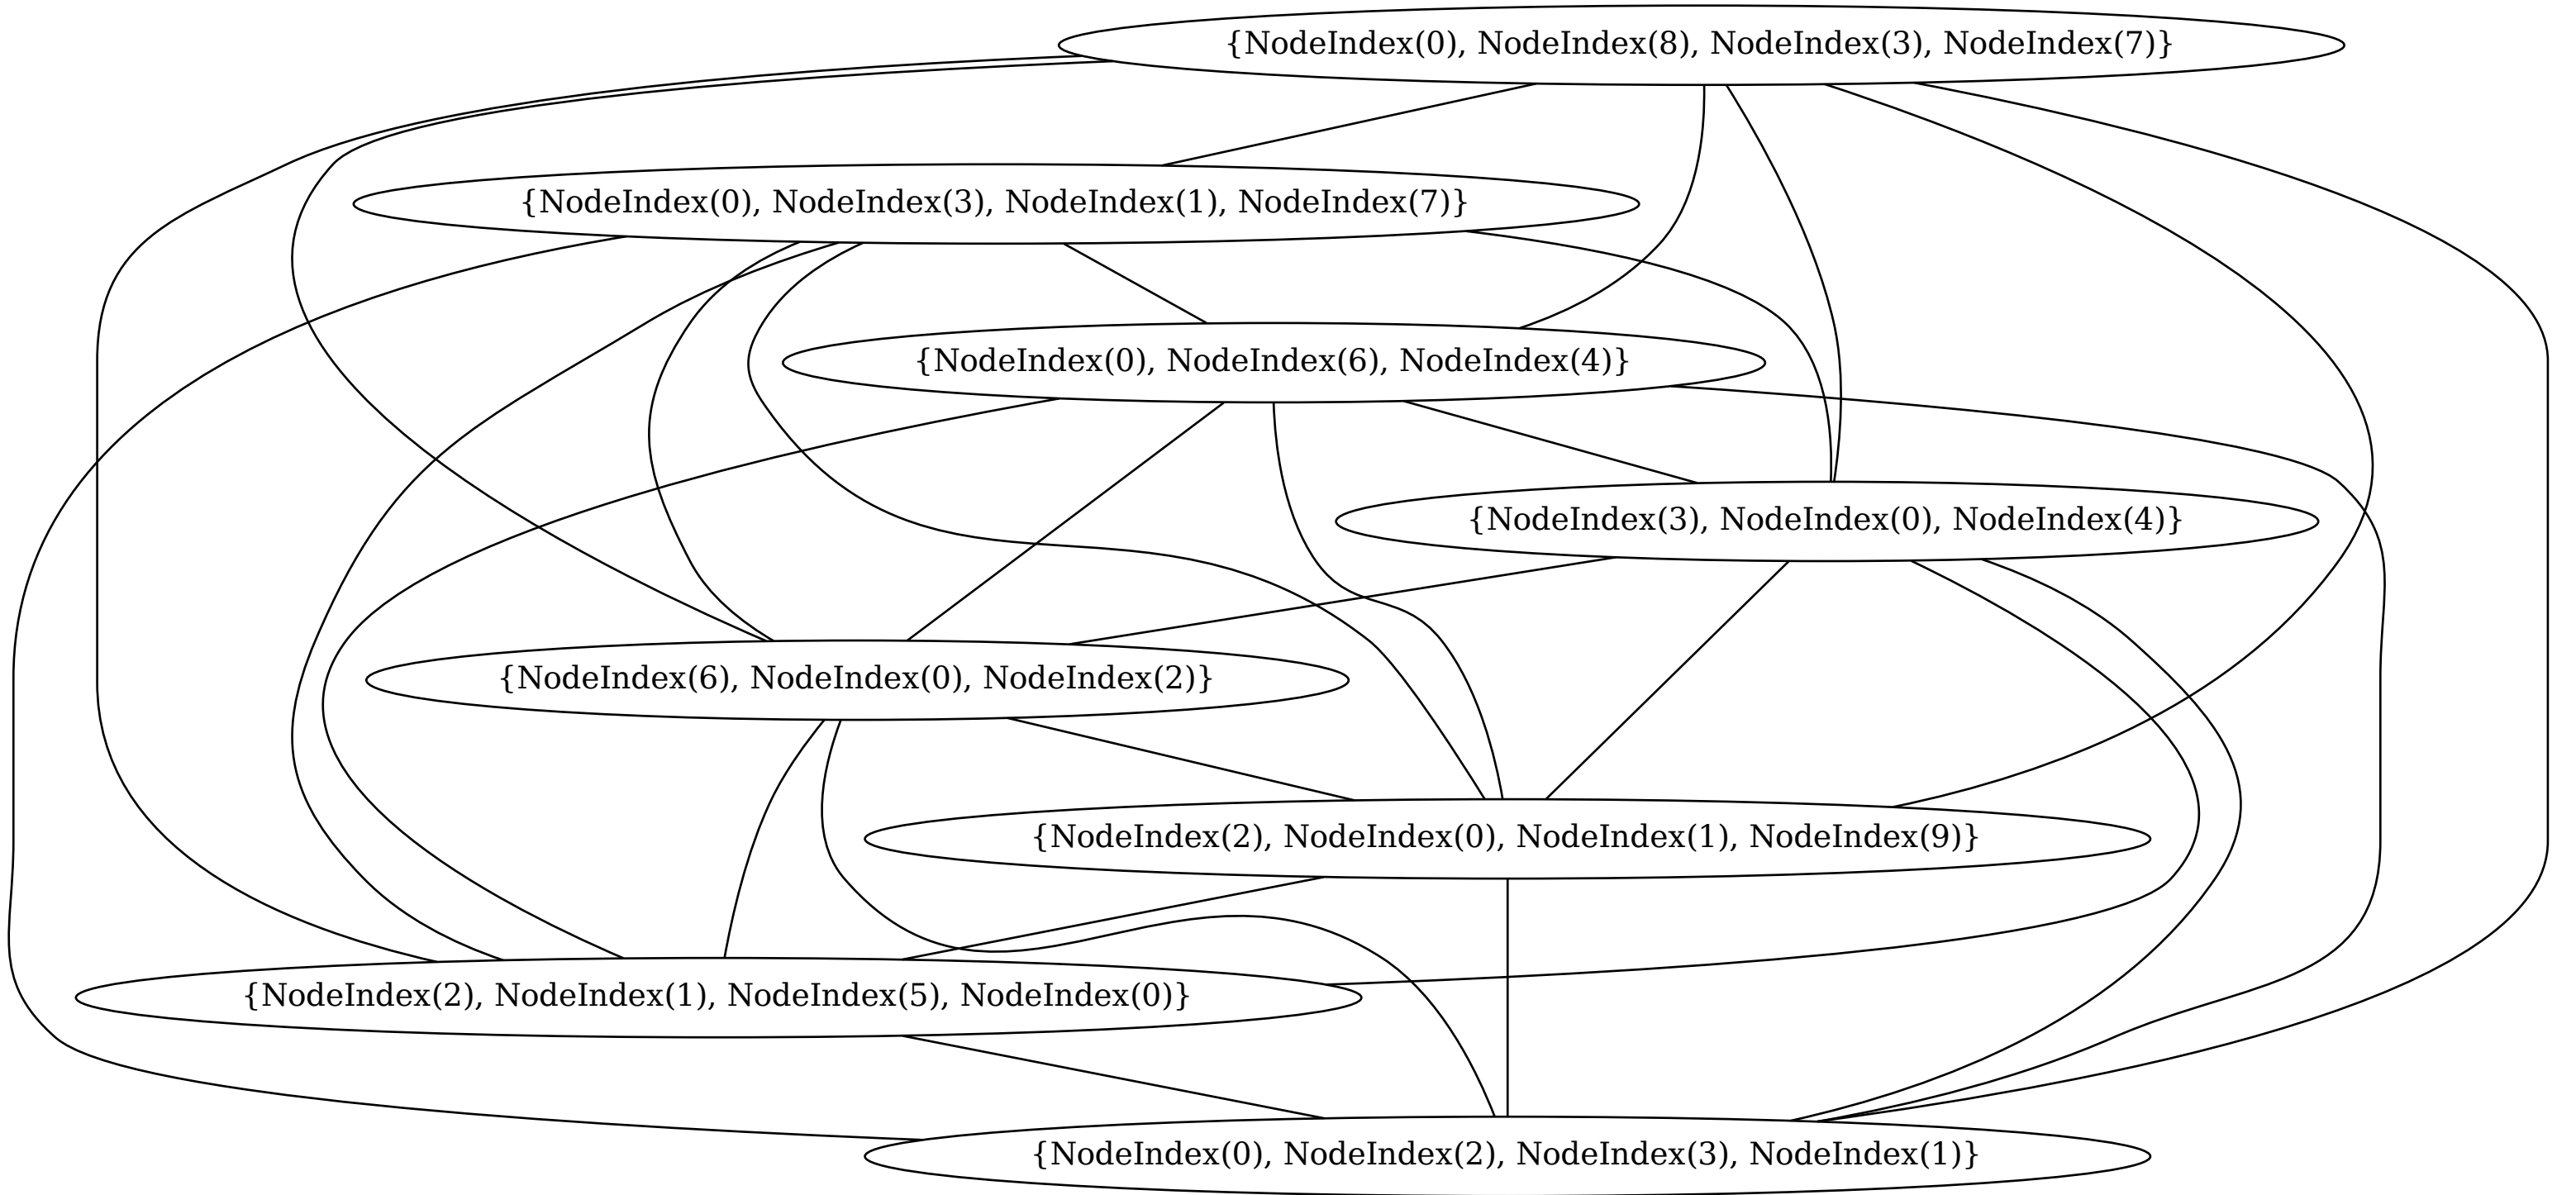 {NodeIndex(0), NodeIndex(8), NodeIndex(3), NodeIndex(7)}
{NodeIndex(0), NodeIndex(3), NodeIndex(1), NodeIndex(7)}
{NodeIndex(0), NodeIndex(6), NodeIndex(4)}
{NodeIndex(3), NodeIndex(0), NodeIndex(4)}
{NodeIndex(6), NodeIndex(0), NodeIndex(2)}
{NodeIndex(2), NodeIndex(0), NodeIndex(1), NodeIndex(9)}
{NodeIndex(2), NodeIndex(1), NodeIndex(5), NodeIndex(0)}
{NodeIndex(0), NodeIndex(2), NodeIndex(3), NodeIndex(1)}